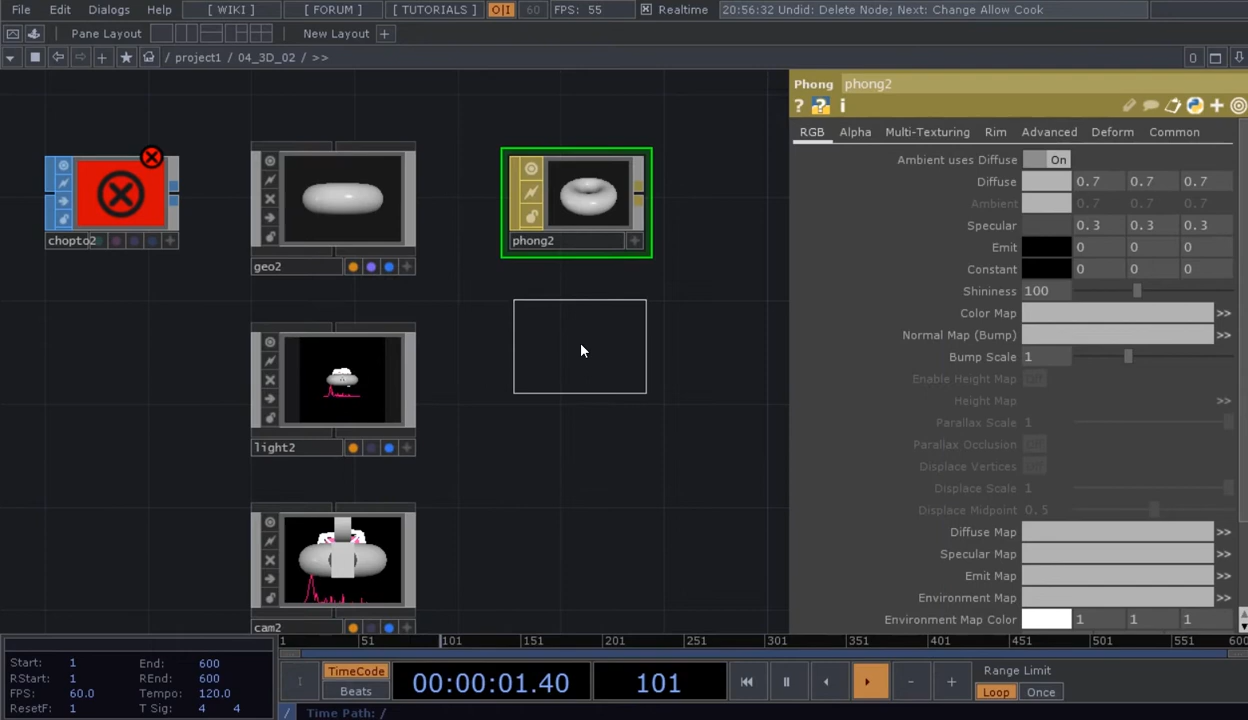 File Edit Dialogs [ WIKI ] [ FORUM ] [ TUTORIALS ] O|I 60 FPS: 55 Realtime 20:56:32 Undid: Delete Node; Next: Change Allow Cook
Pane Layout New Layout +
/ project1 / 04_3D_02 / >> 0
Phong phong2
? ? i
RGB Alpha Multi-Texturing Rim Advanced Deform Common
Ambient uses Diffuse On
Diffuse 0.7 0.7 0.7
Ambient 0.7 0.7 0.7
Specular 0.3 0.3 0.3
Emit 0 0 0
Constant 0 0 0
Shininess 100
Color Map >>
Normal Map (Bump) >>
Bump Scale 1
Enable Height Map Off
Height Map >>
Parallax Scale 1
Parallax Occlusion Off
Displace Vertices Off
Displace Scale 1
Displace Midpoint 0.5
Diffuse Map >>
Specular Map >>
Emit Map >>
Environment Map >>
Environment Map Color 1 1 1
chopto2
geo2
phong2
light2
cam2
1 51 101 151 201 251 301 351 401 451 501 551 600
Start: 1 End: 600
RStart: 1 REnd: 600
FPS: 60.0 Tempo: 120.0
ResetF: 1 T Sig: 4 4
TimeCode
Beats
00:00:01.40
101
Range Limit
Loop Once
/ Time Path: /